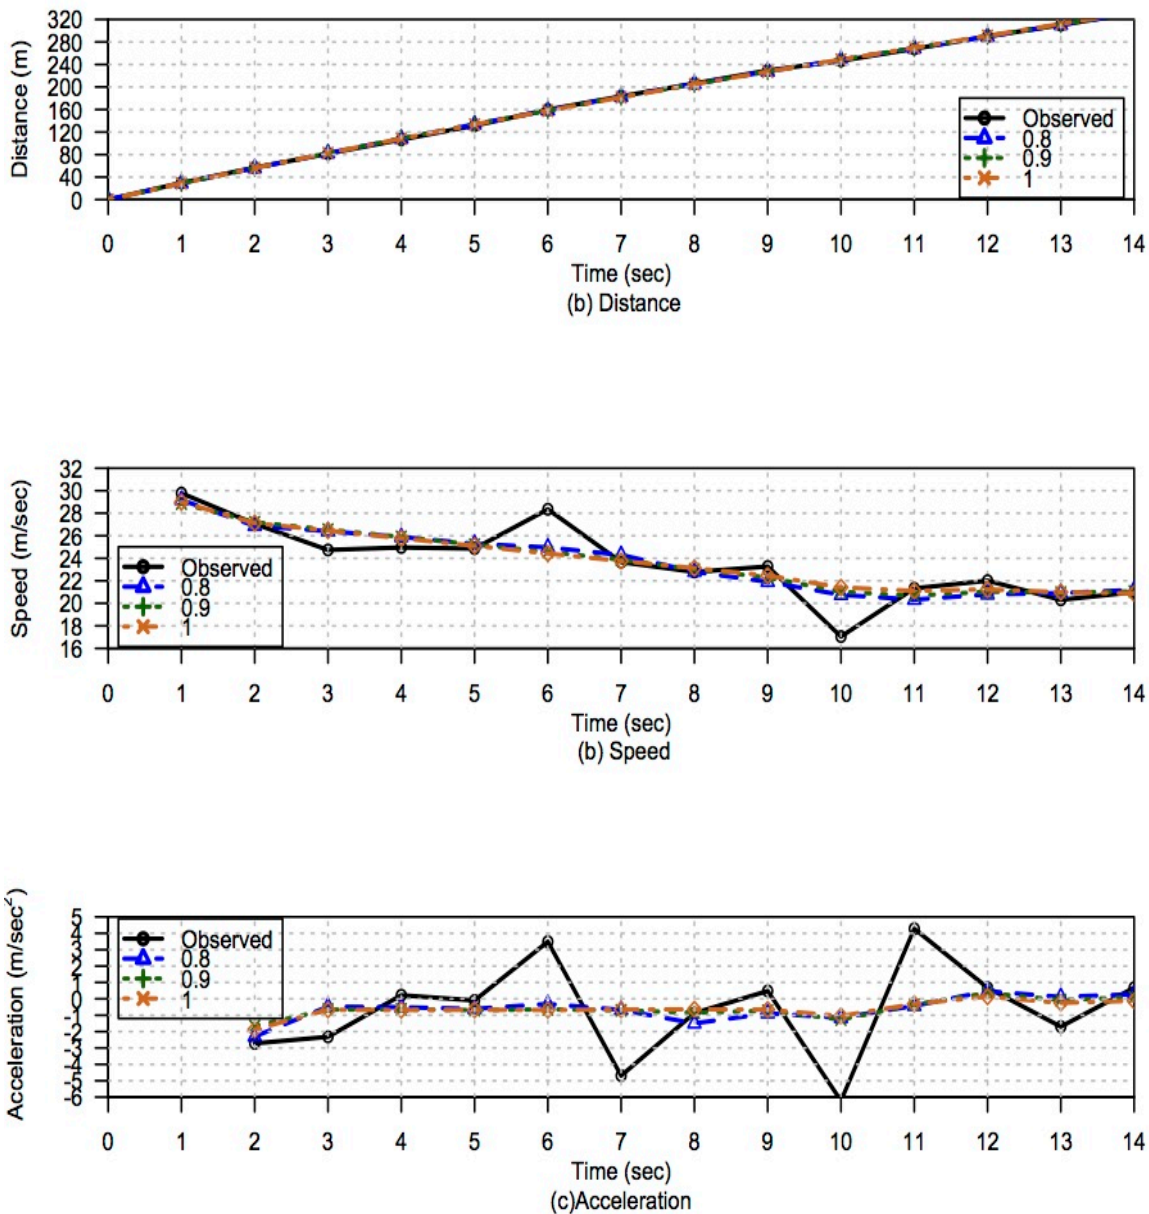 Distance (m)
320
280
240
200
160
120
80
40
0
Observed
0.8
0.9
1
0 1 2 3 4 5 6 7 8 9 10 11 12 13 14
Time (sec)
(b) Distance
Speed (m/sec)
32
30
28
26
24
22
20
18
16
Observed
0.8
0.9
1
0 1 2 3 4 5 6 7 8 9 10 11 12 13 14
Time (sec)
(b) Speed
Acceleration (m/sec²)
5
4
3
2
1
0
-1
-2
-3
-4
-5
-6
Observed
0.8
0.9
1
0 1 2 3 4 5 6 7 8 9 10 11 12 13 14
Time (sec)
(c)Acceleration